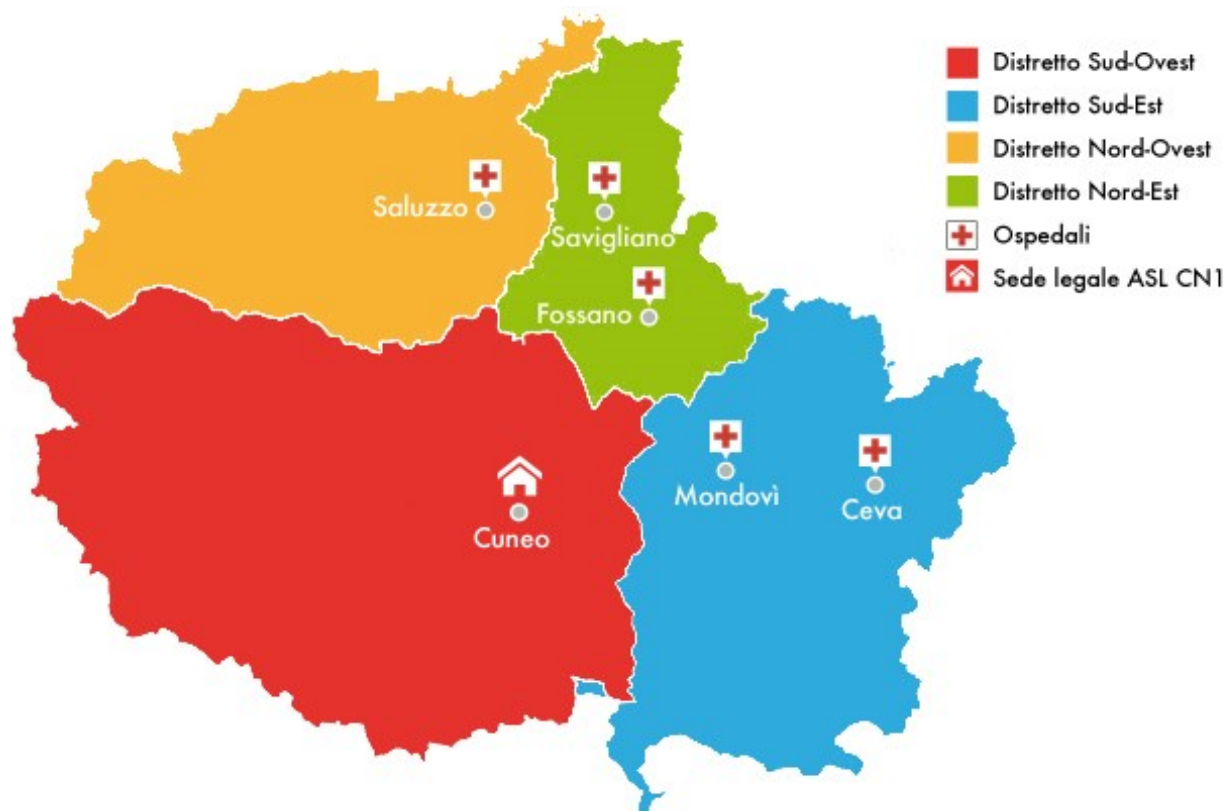 Distretto Sud-Ovest
Distretto Sud-Est
Distretto Nord-Ovest
Distretto Nord-Est
Ospedali
Sede legale ASL CN1
Saluzzo
Savigliano
Fossano
Mondovì
Ceva
Cuneo